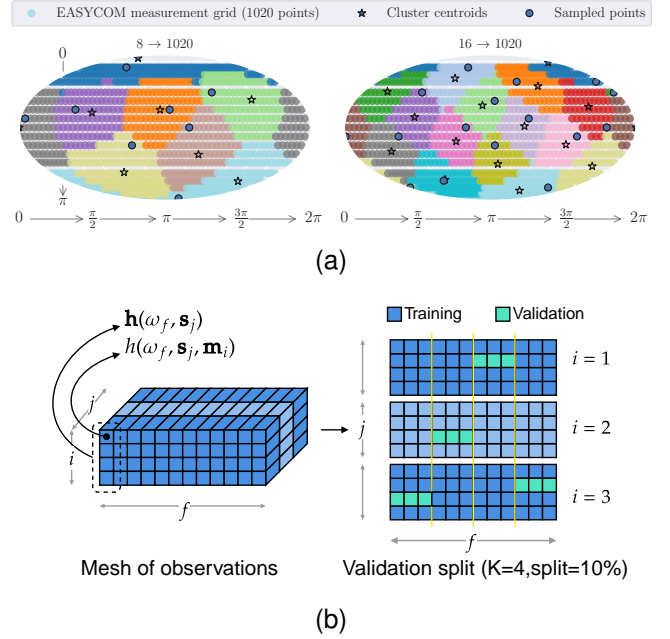 EASYCOM measurement grid (1020 points) Cluster centroids Sampled points
8 → 1020 16 → 1020
0
π
0 π/2 π 3π/2 2π 0 π/2 π 3π/2 2π
(a)
h(ω_f, s_j)
h(ω_f, s_j, m_i)
Training Validation
j
i
f
i = 1
j i = 2
i = 3
f
Mesh of observations Validation split (K=4,split=10%)
(b)